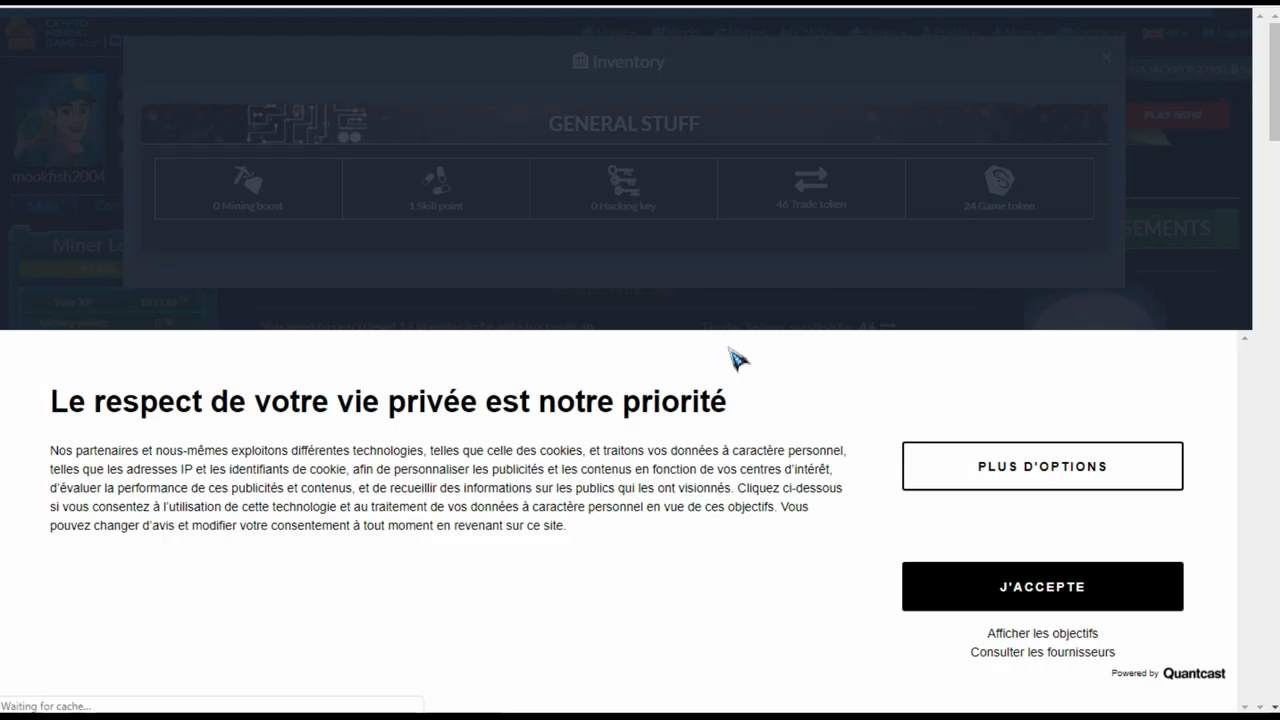 CRYPTO
MINING
GAME
Inventory
PLAY NOW
GENERAL STUFF
mookfish2004
0 Mining boost
1 Skill point
0 Hacking key
46 Trade token
24 Game token
Miner
Your XP
Le respect de votre vie privée est notre priorité
Nos partenaires et nous-mêmes exploitons différentes technologies, telles que celle des cookies, et traitons vos données à caractère personnel,
telles que les adresses IP et les identifiants de cookie, afin de personnaliser les publicités et les contenus en fonction de vos centres d’intérêt,
d’évaluer la performance de ces publicités et contenus, et de recueillir des informations sur les publics qui les ont visionnés. Cliquez ci-dessous
si vous consentez à l’utilisation de cette technologie et au traitement de vos données à caractère personnel en vue de ces objectifs. Vous
pouvez changer d’avis et modifier votre consentement à tout moment en revenant sur ce site.
PLUS D'OPTIONS
J'ACCEPTE
Afficher les objectifs
Consulter les fournisseurs
Powered by Quantcast
Waiting for cache...